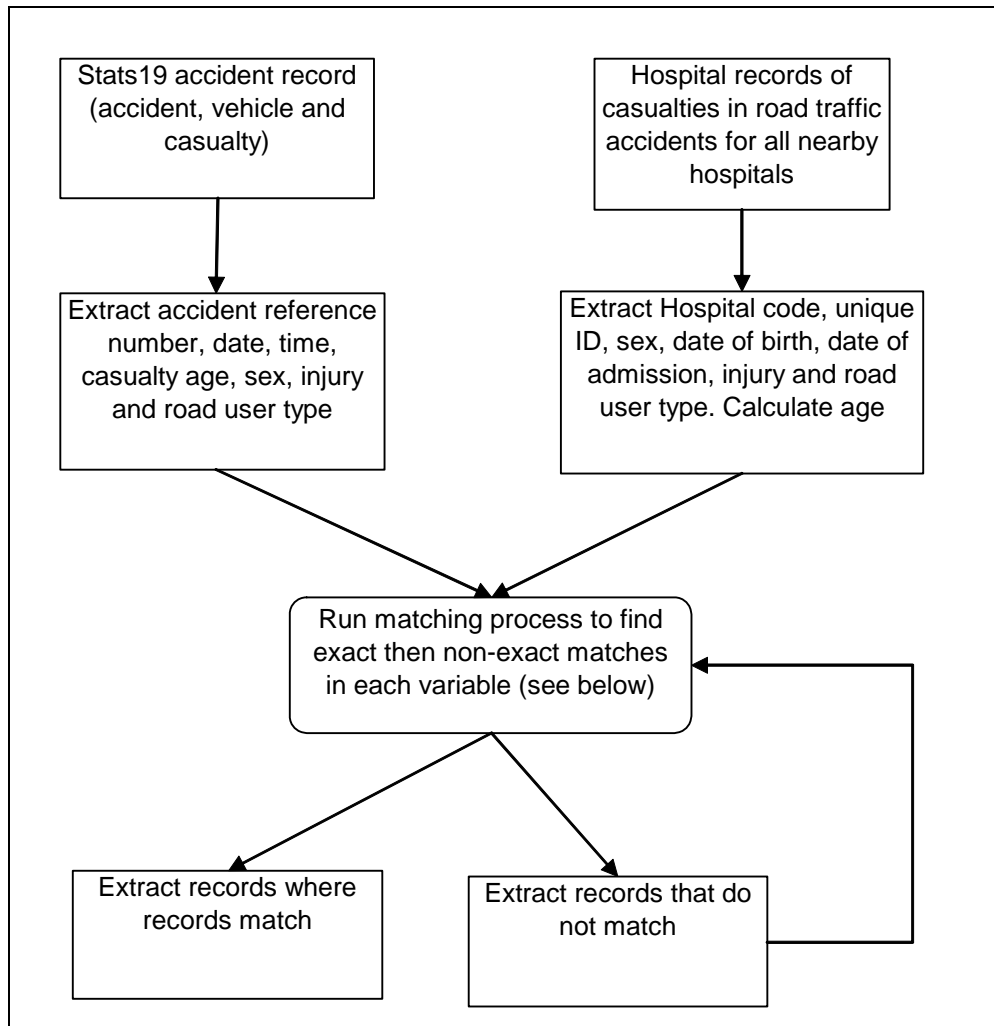 Stats19 accident record
(accident, vehicle and
casualty)
Hospital records of
casualties in road traffic
accidents for all nearby
hospitals
Extract accident reference
number, date, time,
casualty age, sex, injury
and road user type
Extract Hospital code, unique
ID, sex, date of birth, date of
admission, injury and road
user type. Calculate age
Run matching process to find
exact then non-exact matches
in each variable (see below)
Extract records where
records match
Extract records that do
not match